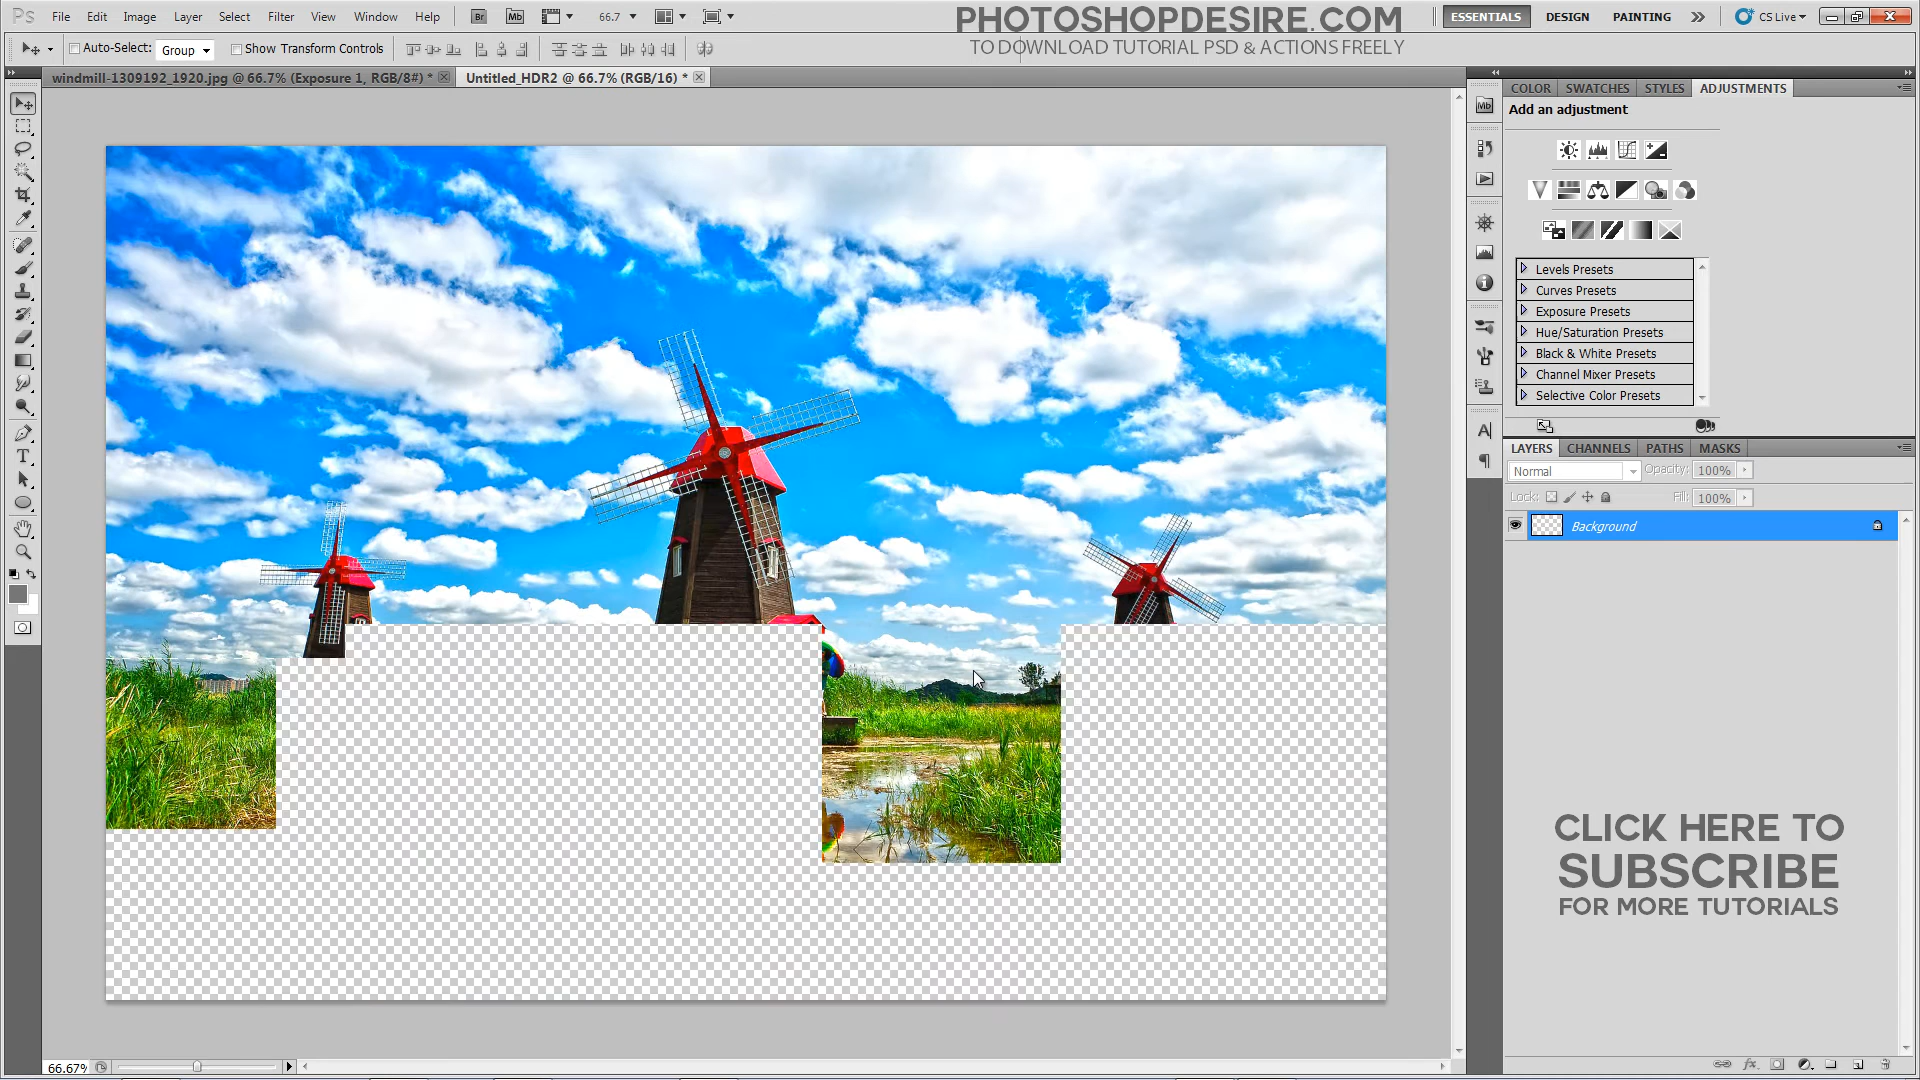 Ps File Edit Image Layer Select Filter View Window Help Br Mb 66.7
PHOTOSHOPDESIRE.COM
TO DOWNLOAD TUTORIAL PSD & ACTIONS FREELY
ESSENTIALS DESIGN PAINTING CS Live
Auto-Select: Group Show Transform Controls
windmill-1309192_1920.jpg @ 66.7% (Exposure 1, RGB/8#) *
Untitled_HDR2 @ 66.7% (RGB/16) *
COLOR SWATCHES STYLES ADJUSTMENTS
Add an adjustment
Levels Presets
Curves Presets
Exposure Presets
Hue/Saturation Presets
Black & White Presets
Channel Mixer Presets
Selective Color Presets
LAYERS CHANNELS PATHS MASKS
Normal Opacity: 100%
Lock: Fill: 100%
Background
CLICK HERE TO
SUBSCRIBE
FOR MORE TUTORIALS
66.67%